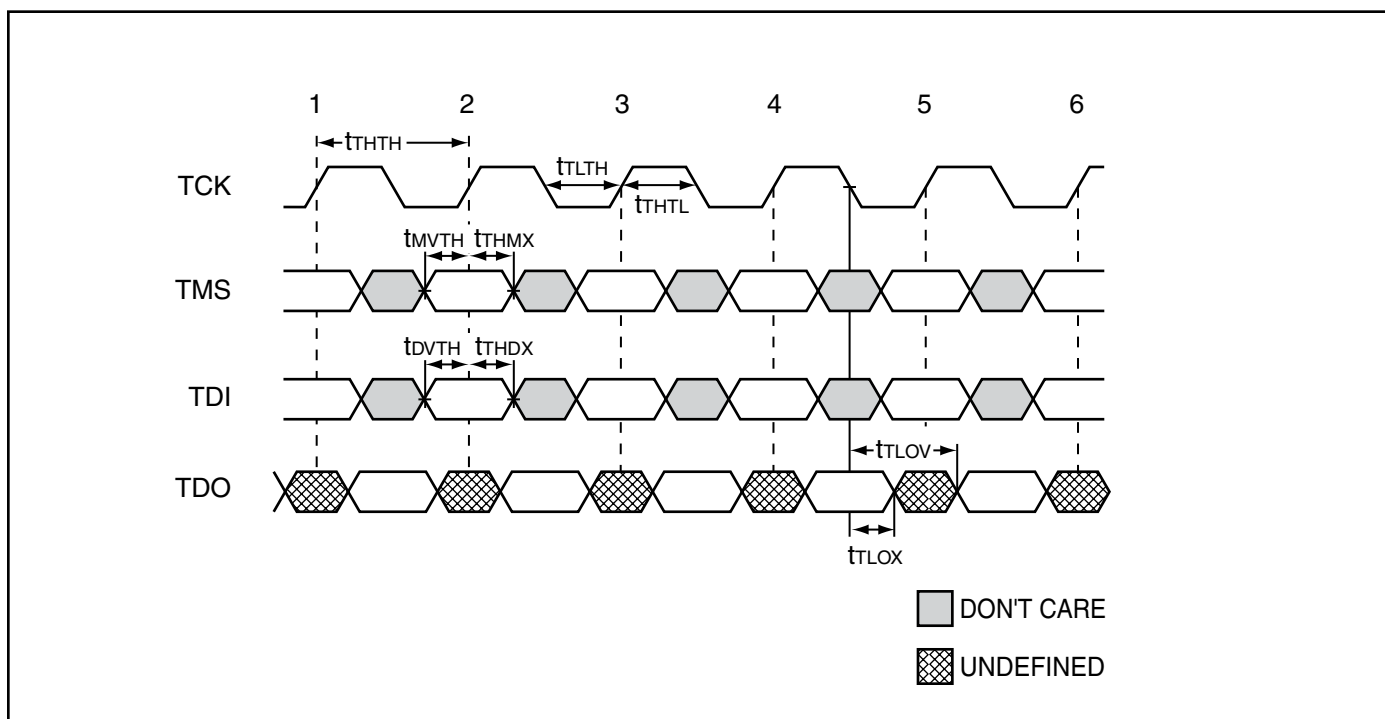 1 2 3 4 5 6
tTHTH
TCK
tTLTH
tTHTL
tMVTH tTHMX
TMS
tDVTH tTHDX
TDI
tTLOV
TDO
tTLOX
DON'T CARE
UNDEFINED